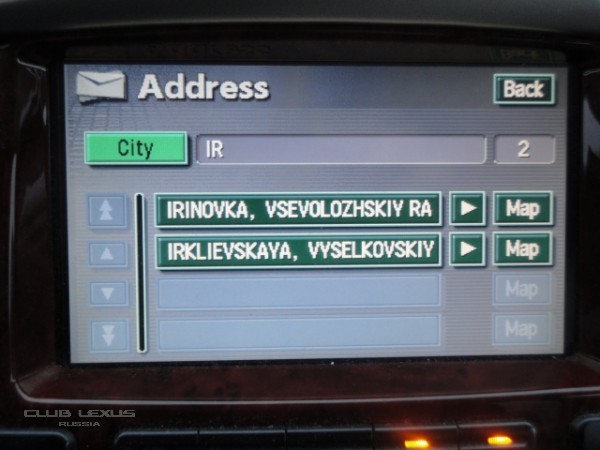 Address
Back
City IR 2
IRINOVKA, VSEVOLOZHSKIY RA Map
IRKLIEVSKAYA, VYSELKOVSKIY Map
Map
Map
CLUB LEXUS
RUSSIA